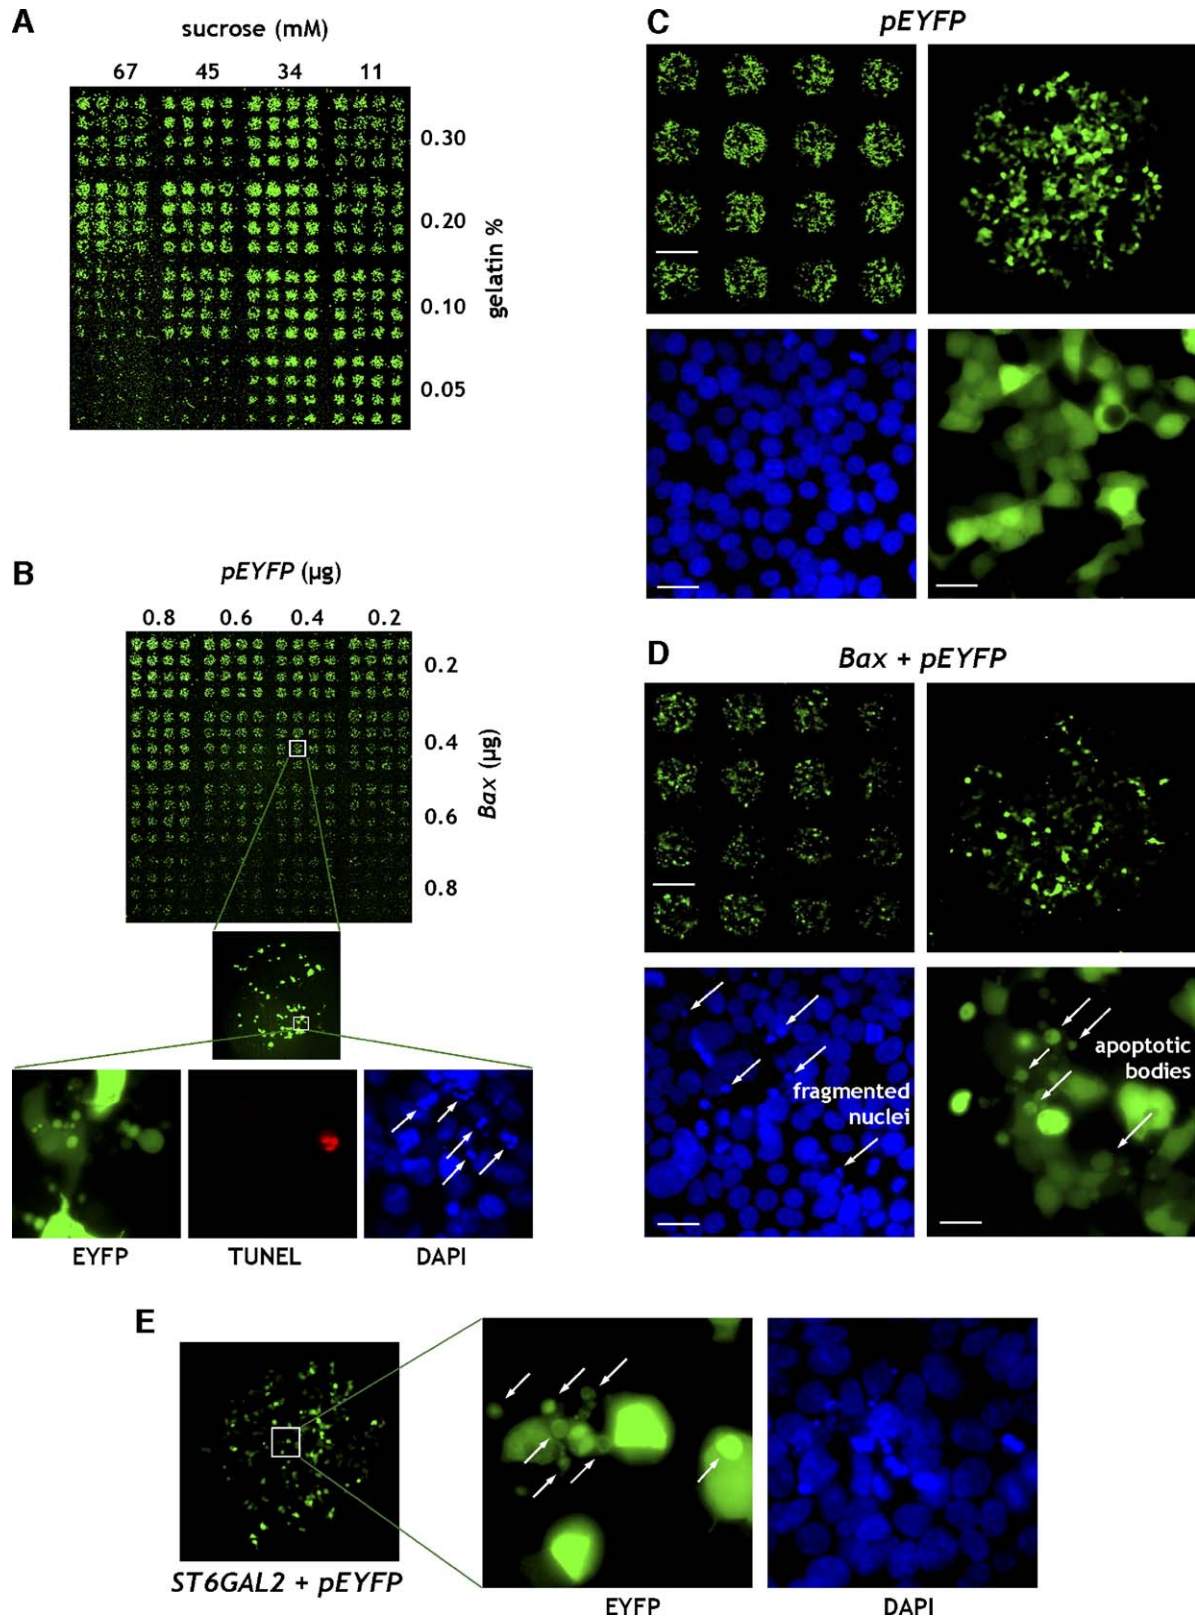 A
sucrose (mM)
67 45 34 11
0.30
0.20
0.10
0.05
gelatin %
B
pEYFP (µg)
0.8 0.6 0.4 0.2
0.2
0.4
0.6
0.8
Bax (µg)
EYFP TUNEL DAPI
C
pEYFP
D
Bax + pEYFP
fragmented
nuclei
apoptotic
bodies
E
ST6GAL2 + pEYFP
EYFP DAPI